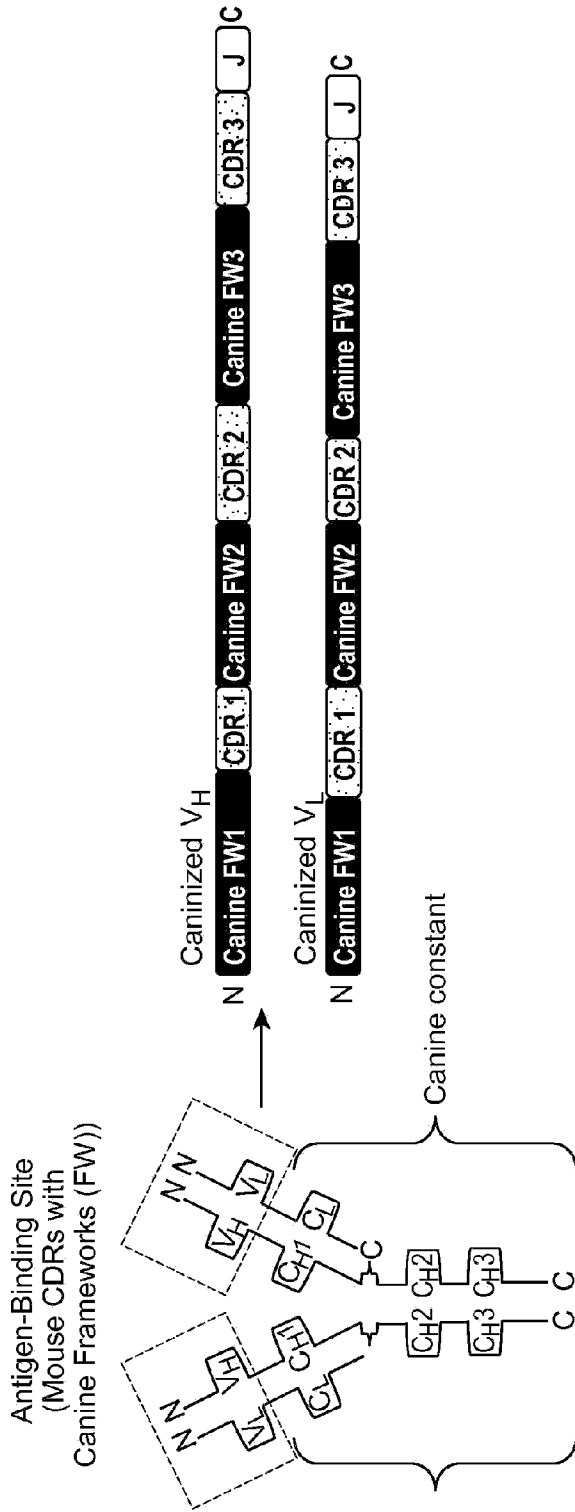 Antigen-Binding Site
(Mouse CDRs with
Canine Frameworks (FW))
N N
N N
VL VH
VH VL
CL CH1
CH1 CL
C
CH2 CH2
CH3 CH3
C C
Canine constant
Caninized VH
N Canine FW1 CDR 1 Canine FW2 CDR 2 Canine FW3 CDR 3 J C
Caninized VL
N Canine FW1 CDR 1 Canine FW2 CDR 2 Canine FW3 CDR 3 J C